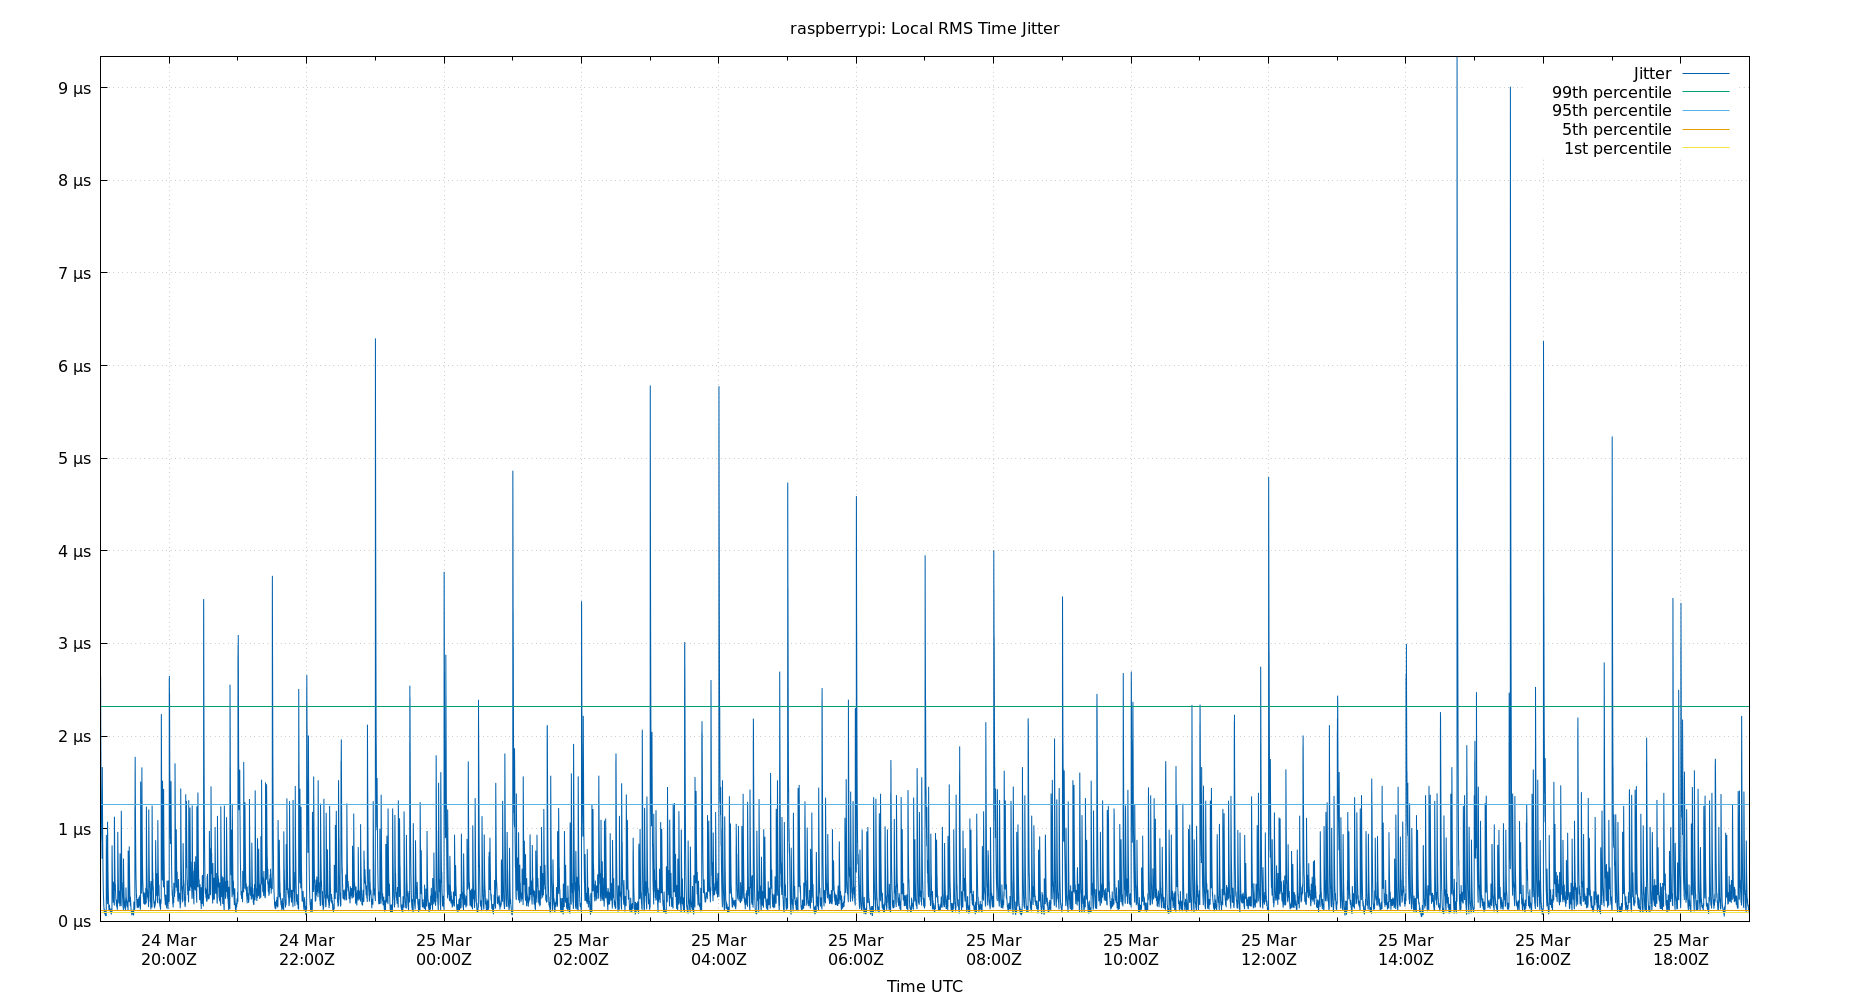 raspberrypi: Local RMS Time Jitter
Jitter
99th percentile
95th percentile
5th percentile
1st percentile
9 µs
8 µs
7 µs
6 µs
5 µs
4 µs
3 µs
2 µs
1 µs
0 µs
24 Mar 24 Mar 25 Mar 25 Mar 25 Mar 25 Mar 25 Mar 25 Mar 25 Mar 25 Mar 25 Mar 25 Mar
20:00Z 22:00Z 00:00Z 02:00Z 04:00Z 06:00Z 08:00Z 10:00Z 12:00Z 14:00Z 16:00Z 18:00Z
Time UTC